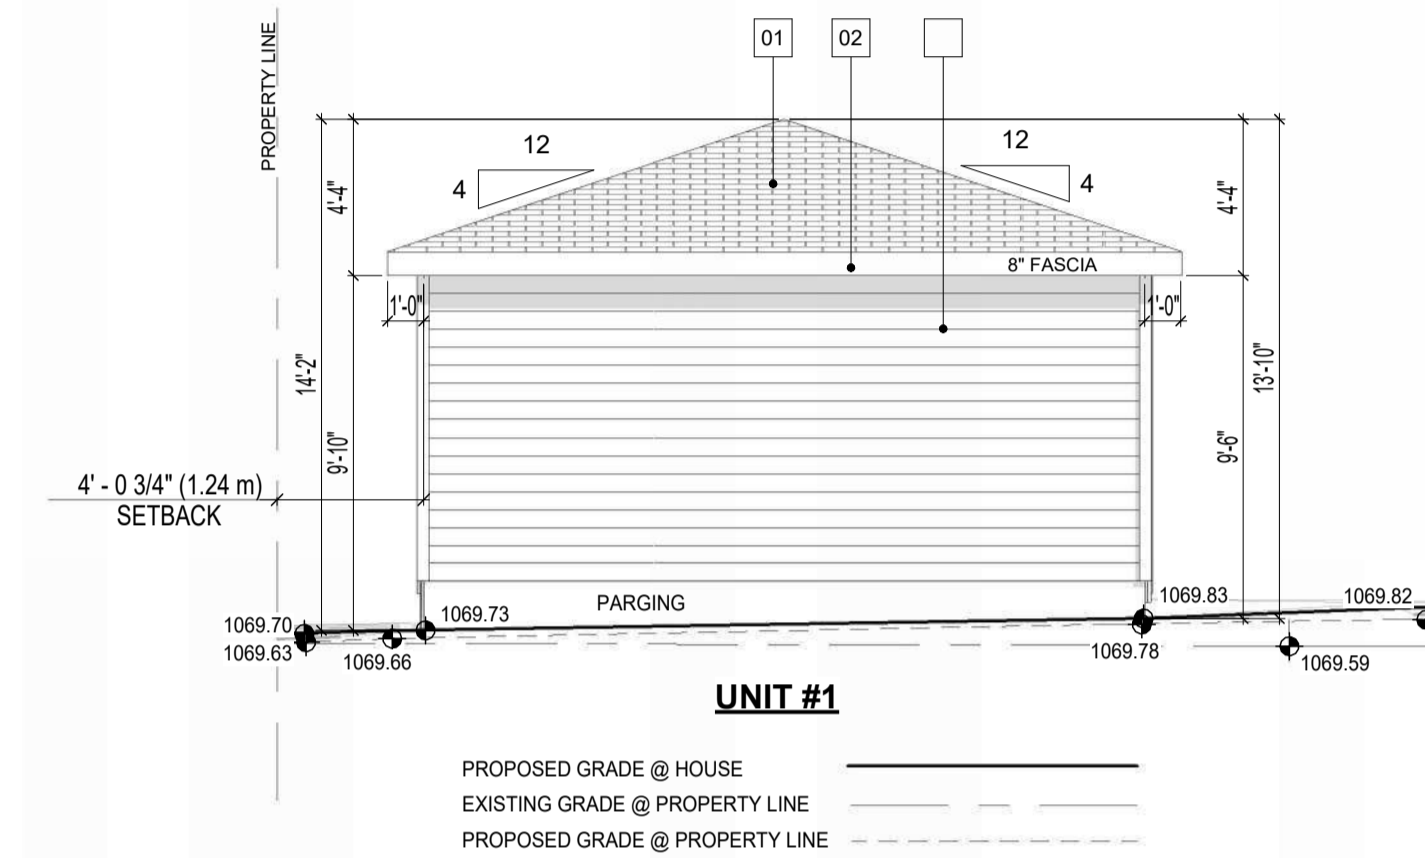 PROPERTY LINE
01
02
12
4
12
4
4'-4"
4'-4"
8" FASCIA
1'-0"
1'-0"
14'-2"
13'-10"
9'-10"
9'-6"
4' - 0 3/4" (1.24 m)
SETBACK
PARGING
1069.70
1069.73
1069.83
1069.82
1069.63
1069.66
1069.78
1069.59
UNIT #1
PROPOSED GRADE @ HOUSE
EXISTING GRADE @ PROPERTY LINE
PROPOSED GRADE @ PROPERTY LINE